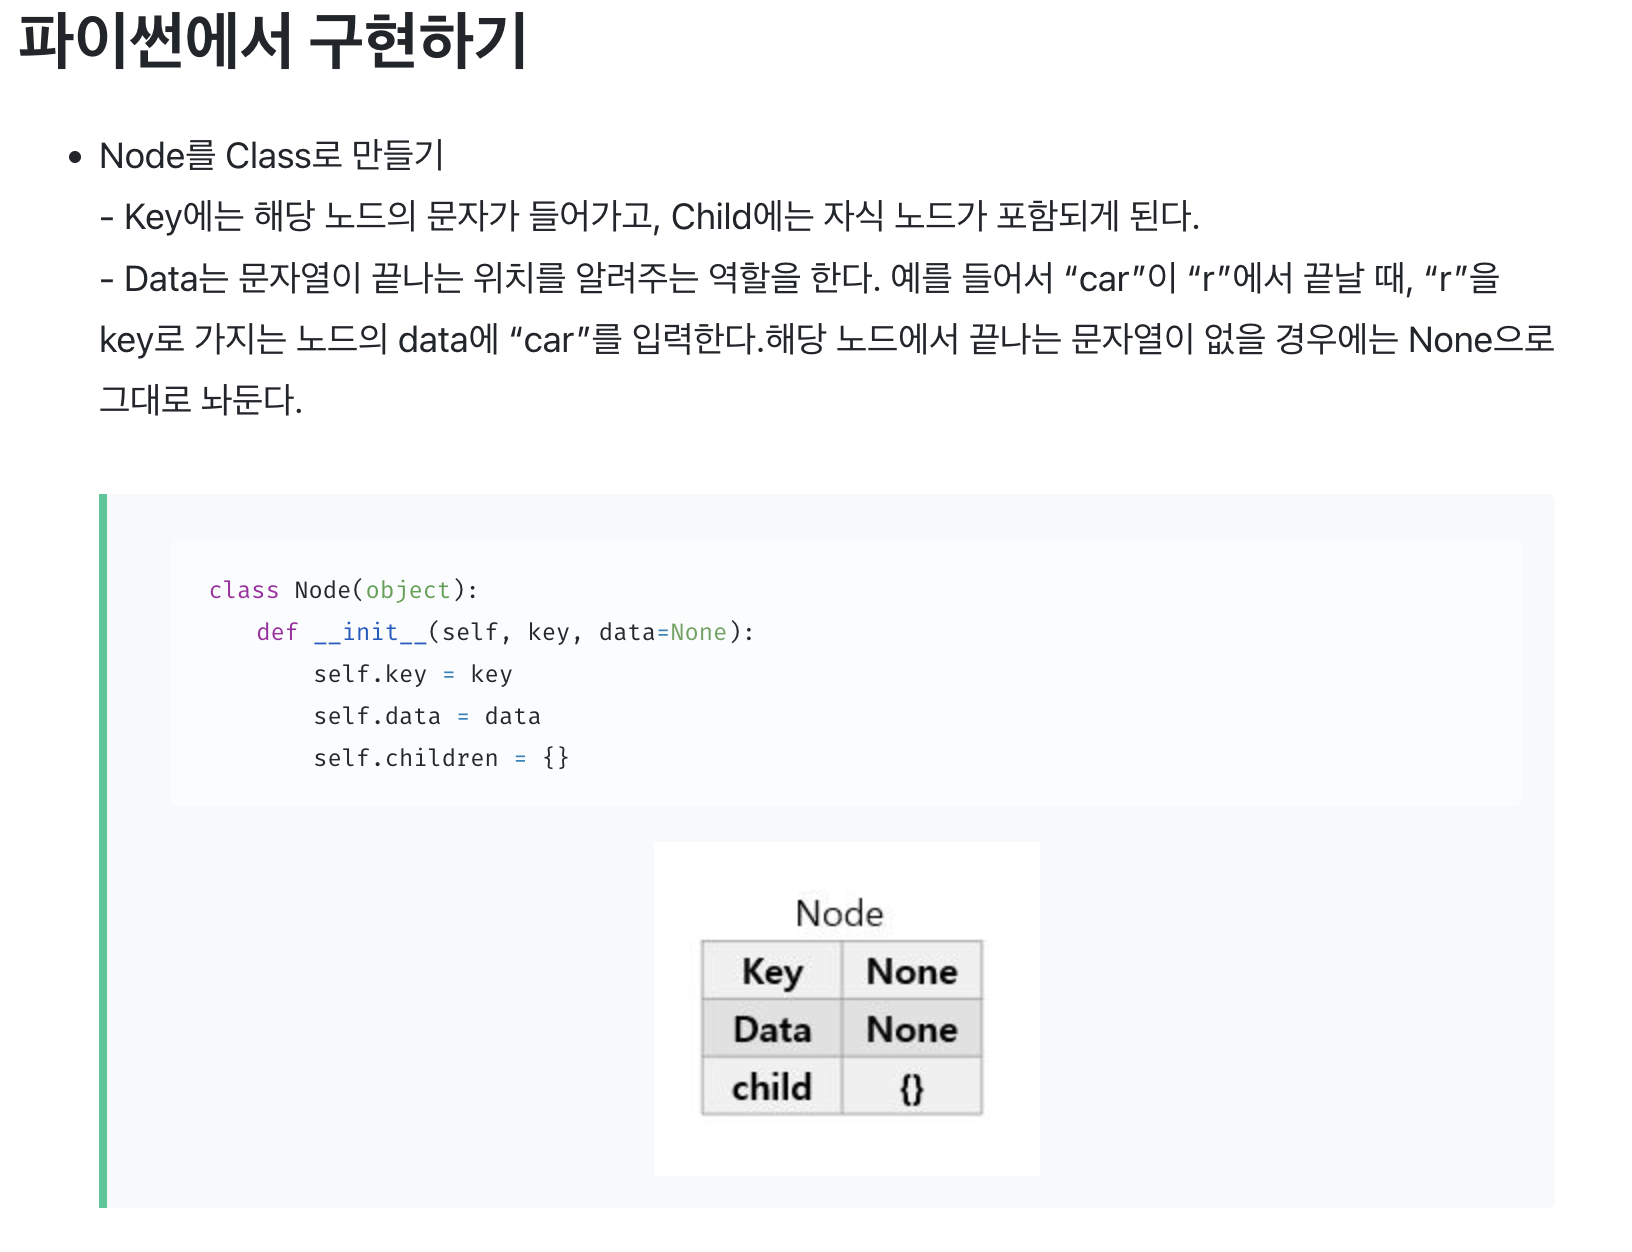 파이썬에서 구현하기
• Node를 Class로 만들기
- Key에는 해당 노드의 문자가 들어가고, Child에는 자식 노드가 포함되게 된다.
- Data는 문자열이 끝나는 위치를 알려주는 역할을 한다. 예를 들어서 “car”이 “r”에서 끝날 때, “r”을
key로 가지는 노드의 data에 “car”를 입력한다.해당 노드에서 끝나는 문자열이 없을 경우에는 None으로
그대로 놔둔다.
class Node(object):
    def __init__(self, key, data=None):
        self.key = key
        self.data = data
        self.children = {}
Node
Key None
Data None
child {}